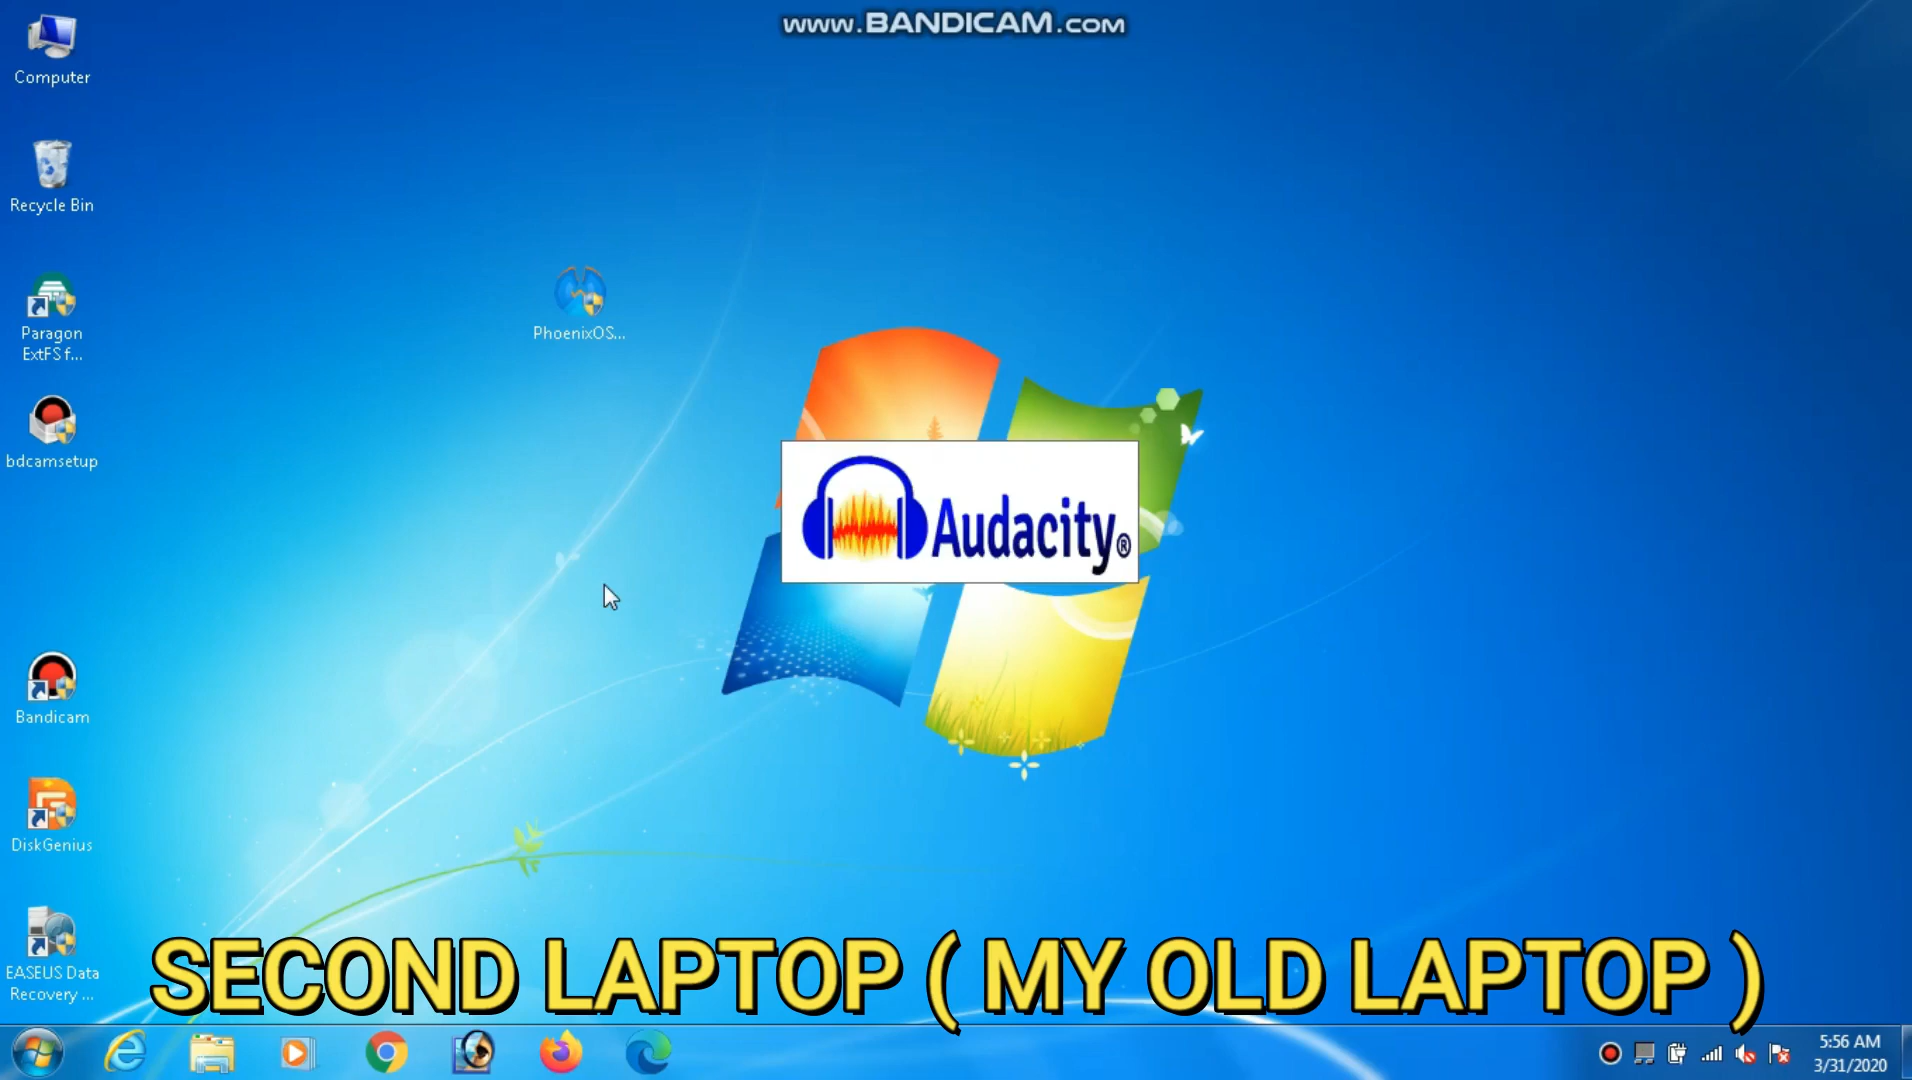 www.BANDICAM.com
Computer
Recycle Bin
Paragon
ExtFS f...
bdcamsetup
PhoenixOS...
Audacity®
Bandicam
DiskGenius
EASEUS Data
Recovery ...
SECOND LAPTOP ( MY OLD LAPTOP )
5:56 AM
3/31/2020